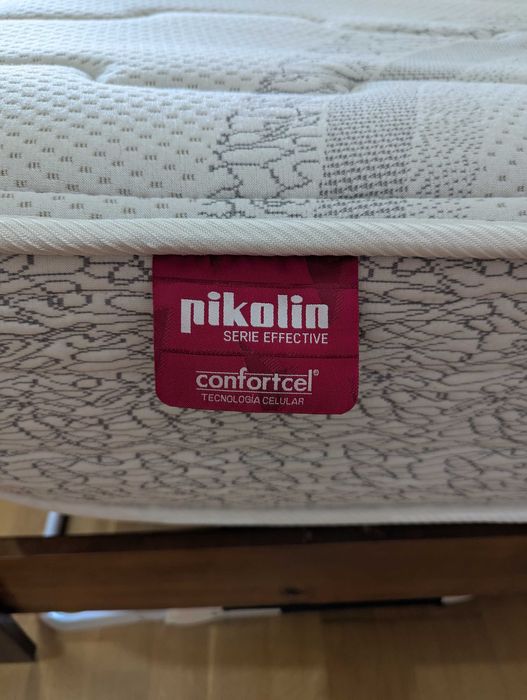 pikolin
SERIE EFFECTIVE
confortcel®
TECNOLOGÍA CELULAR